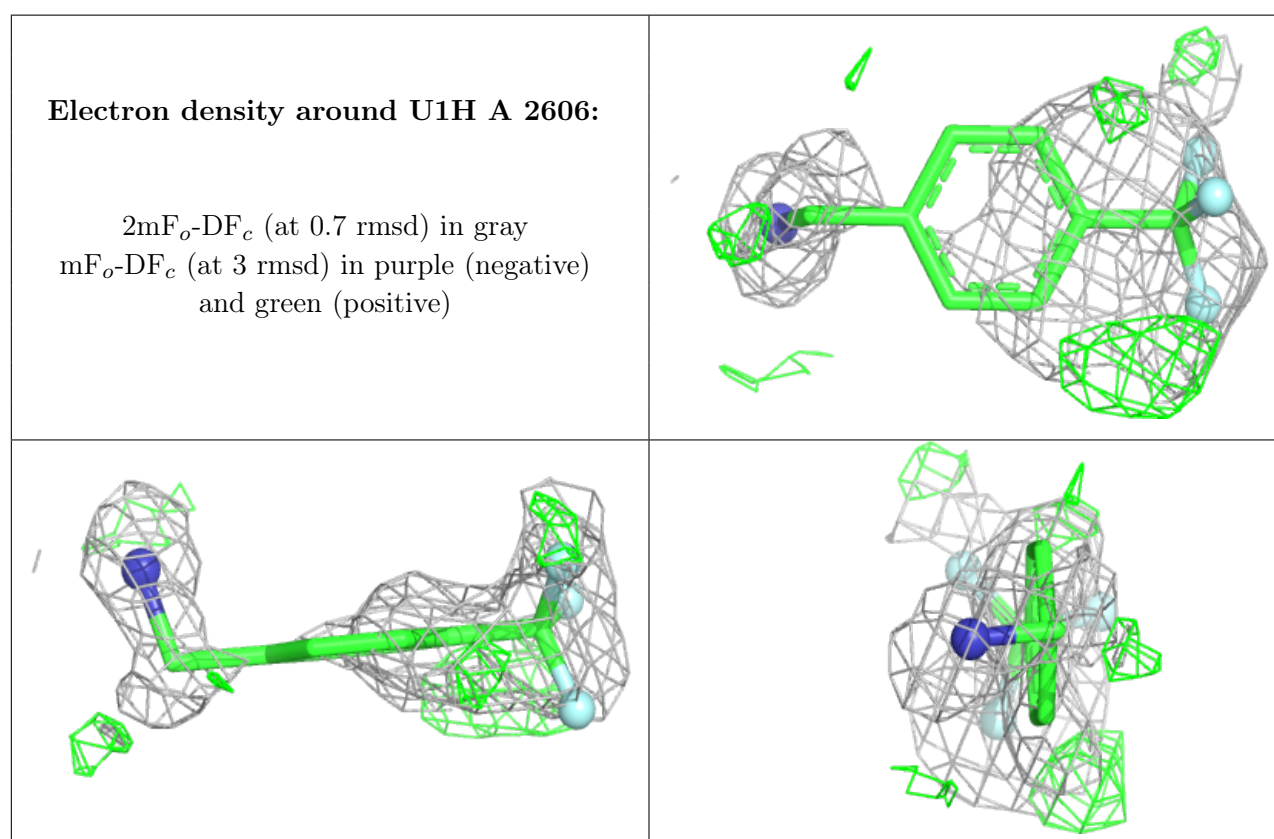 Electron density around U1H A 2606:
2mFₒ-DF𝒸 (at 0.7 rmsd) in gray
mFₒ-DF𝒸 (at 3 rmsd) in purple (negative)
and green (positive)